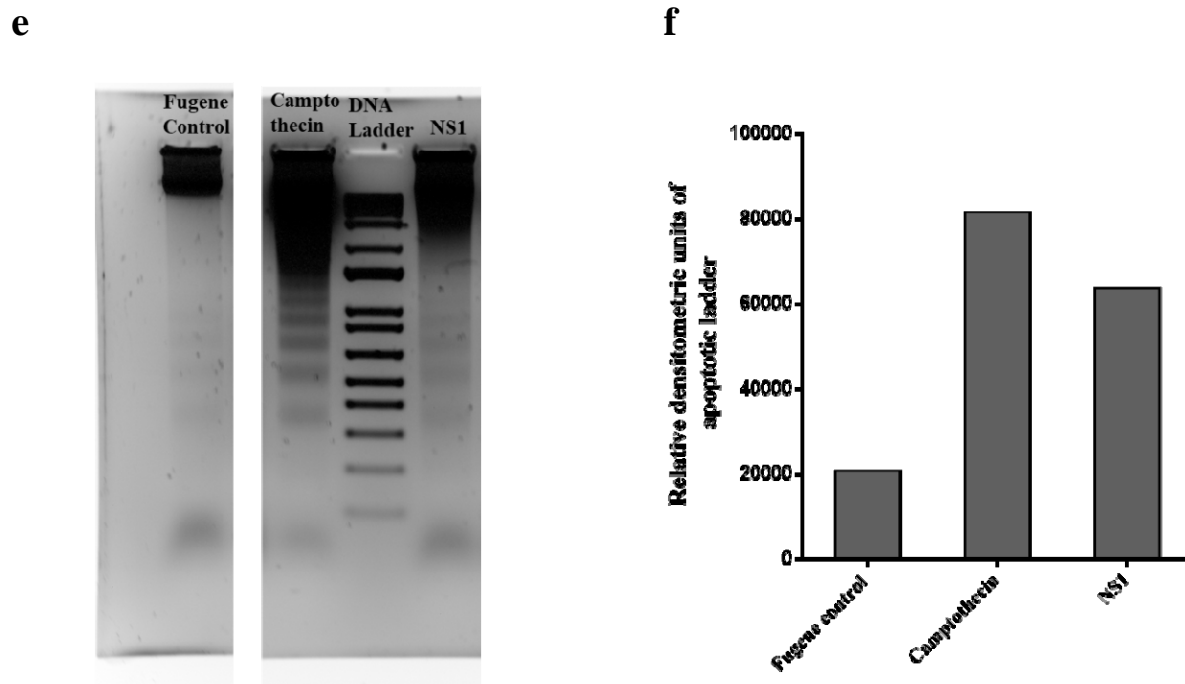 e
f
Fugene
Control
Campto
thecin
DNA
Ladder
NS1
Relative densitometric units of
apoptotic ladder
100000
80000
60000
40000
20000
0
Fugene control
Camptothecin
NS1